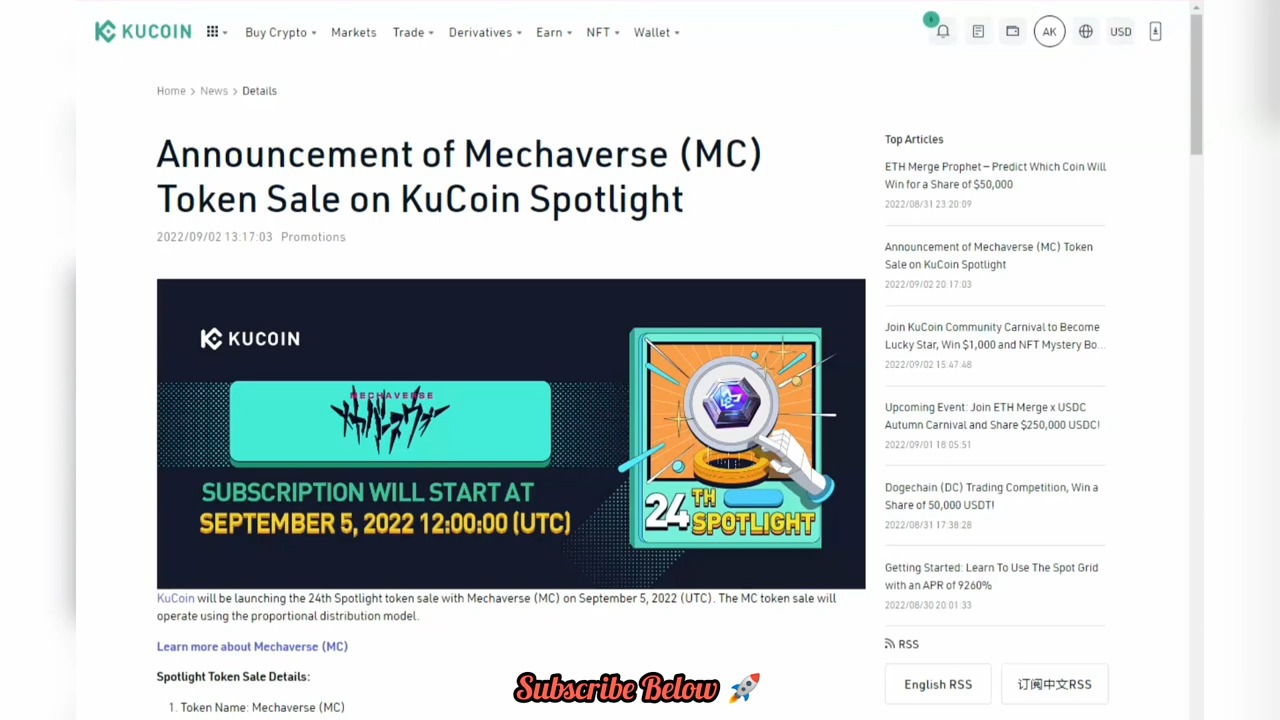 KUCOIN
Buy Crypto
Markets
Trade
Derivatives
Earn
NFT
Wallet
6
AK
USD
Home > News > Details
Announcement of Mechaverse (MC)
Token Sale on KuCoin Spotlight
2022/09/02 13:17:03 Promotions
KUCOIN
MECHAVERSE
SUBSCRIPTION WILL START AT
SEPTEMBER 5, 2022 12:00:00 (UTC)
24TH
SPOTLIGHT
KuCoin will be launching the 24th Spotlight token sale with Mechaverse (MC) on September 5, 2022 (UTC). The MC token sale will
operate using the proportional distribution model.
Learn more about Mechaverse (MC)
Spotlight Token Sale Details:
1. Token Name: Mechaverse (MC)
Top Articles
ETH Merge Prophet — Predict Which Coin Will
Win for a Share of $50,000
2022/08/31 23:20:09
Announcement of Mechaverse (MC) Token
Sale on KuCoin Spotlight
2022/09/02 20:17:03
Join KuCoin Community Carnival to Become
Lucky Star, Win $1,000 and NFT Mystery Bo...
2022/09/02 15:47:48
Upcoming Event: Join ETH Merge x USDC
Autumn Carnival and Share $250,000 USDC!
2022/09/01 18:05:51
Dogechain (DC) Trading Competition, Win a
Share of 50,000 USDT!
2022/08/31 17:38:28
Getting Started: Learn To Use The Spot Grid
with an APR of 9260%
2022/08/30 20:01:33
RSS
English RSS
订阅中文RSS
Subscribe Below 🚀